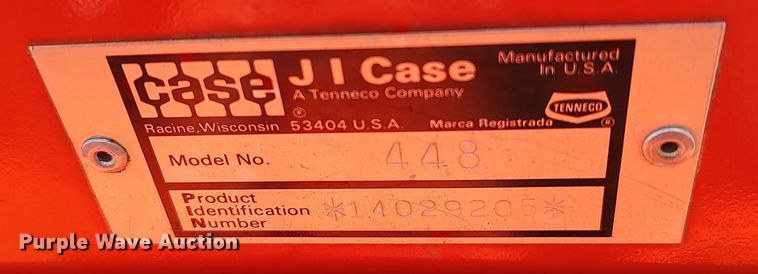 case
J I Case
Manufactured
In U.S.A.
A Tenneco Company
®
TENNECO
Racine, Wisconsin 53404 U.S.A. Marca Registrada ®
Model No. 448
Product
Identification *14029205*
Number
Purple Wave Auction